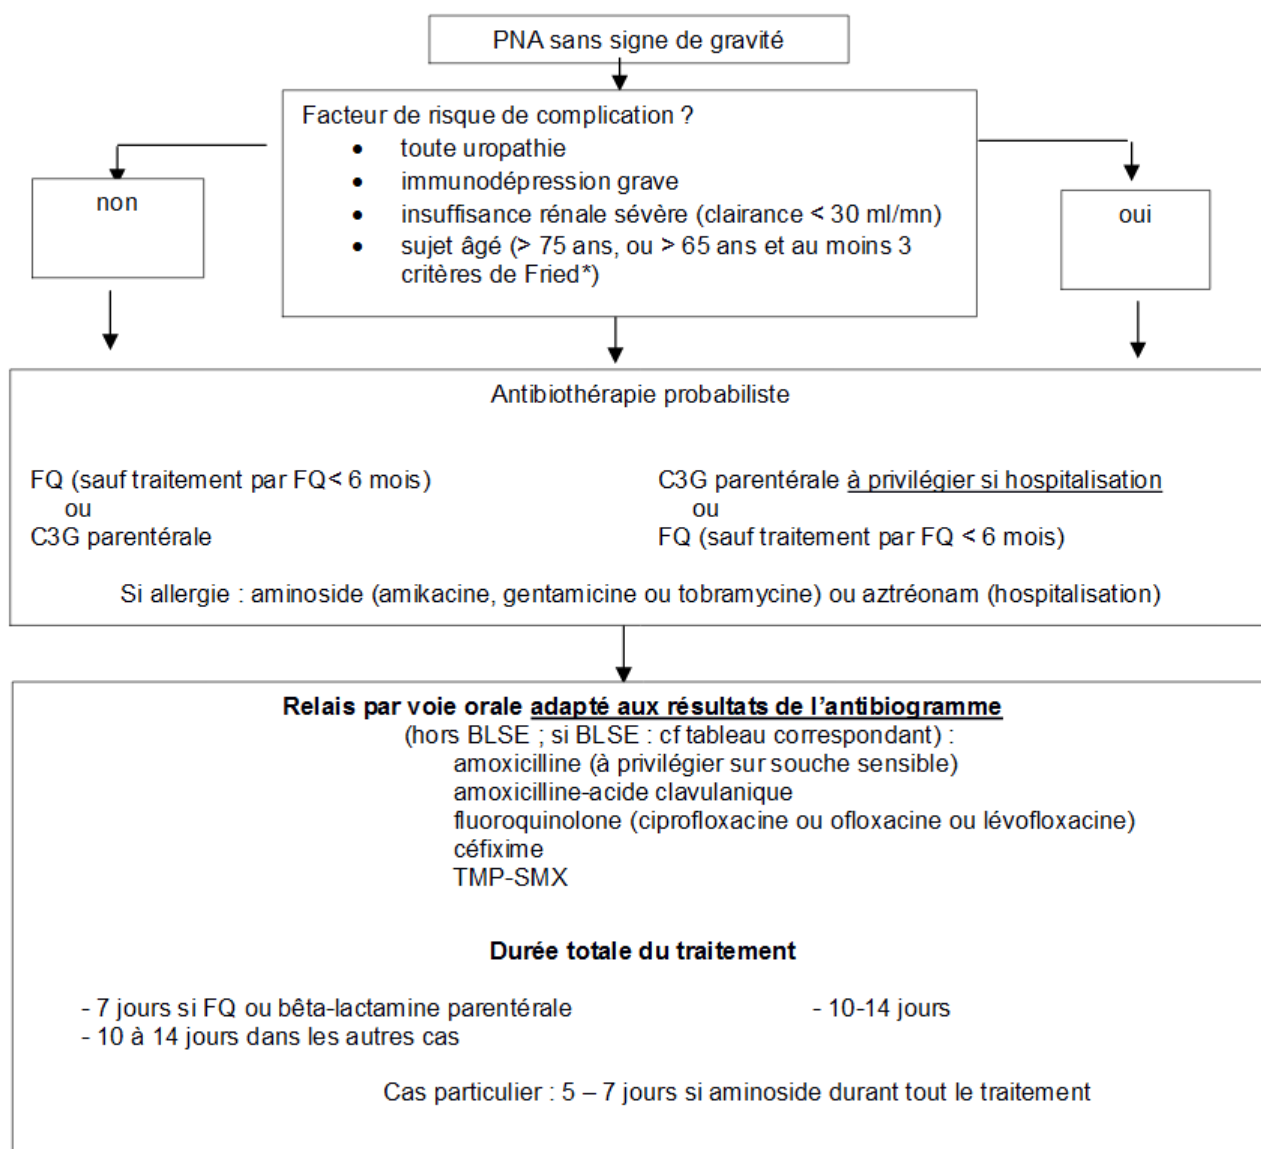 PNA sans signe de gravité
Facteur de risque de complication ?
• toute uropathie
• immunodépression grave
• insuffisance rénale sévère (clairance < 30 ml/mn)
• sujet âgé (> 75 ans, ou > 65 ans et au moins 3
critères de Fried*)
non
oui
Antibiothérapie probabiliste
FQ (sauf traitement par FQ< 6 mois)
ou
C3G parentérale
C3G parentérale à privilégier si hospitalisation
ou
FQ (sauf traitement par FQ < 6 mois)
Si allergie : aminoside (amikacine, gentamicine ou tobramycine) ou aztréonam (hospitalisation)
Relais par voie orale adapté aux résultats de l’antibiogramme
(hors BLSE ; si BLSE : cf tableau correspondant) :
amoxicilline (à privilégier sur souche sensible)
amoxicilline-acide clavulanique
fluoroquinolone (ciprofloxacine ou ofloxacine ou lévofloxacine)
céfixime
TMP-SMX
Durée totale du traitement
- 7 jours si FQ ou bêta-lactamine parentérale
- 10 à 14 jours dans les autres cas
- 10-14 jours
Cas particulier : 5 – 7 jours si aminoside durant tout le traitement